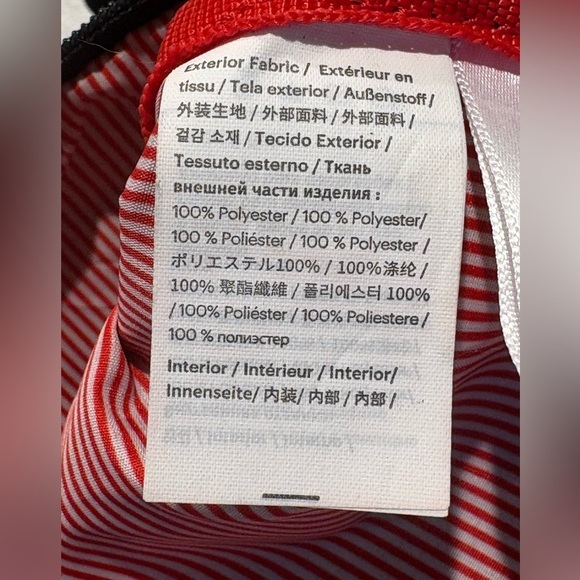 Exterior Fabric / Extérieur en
tissu / Tela exterior / Außenstoff /
外装生地 / 外部面料 / 外部面料 /
겉감 소재 / Tecido Exterior /
Tessuto esterno / Ткань
внешней части изделия :
100% Polyester / 100 % Polyester/
100 % Poliéster / 100 % Polyester /
ポリエステル100% / 100%涤纶 /
100% 聚酯纖維 / 폴리에스터 100%
/ 100% Poliéster / 100% Poliestere /
100 % полиэстер
Interior / Intérieur / Interior/
Innenseite/ 内装/ 内部 / 內部 /